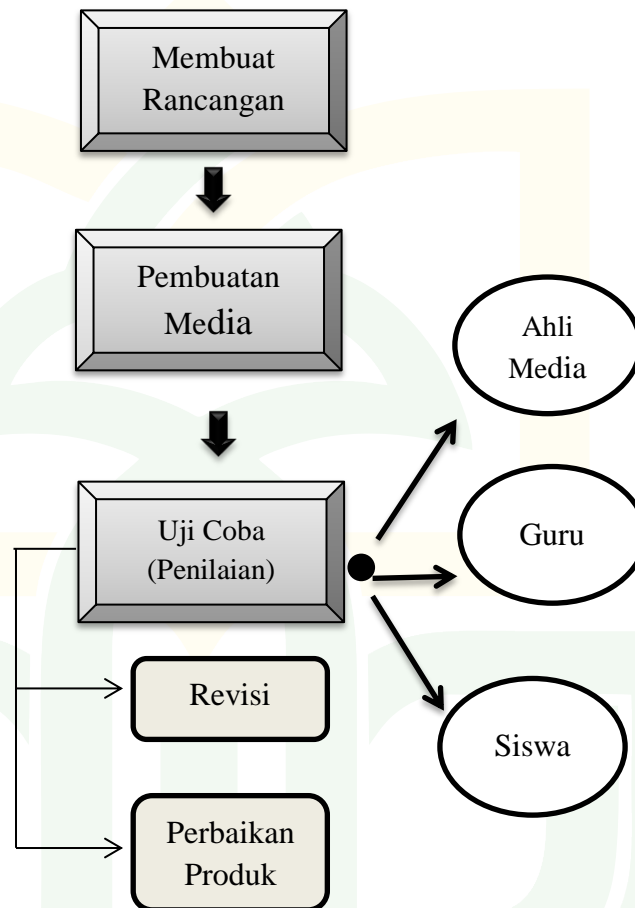 Membuat
Rancangan
Pembuatan
Media
Ahli
Media
Uji Coba
(Penilaian)
Guru
Revisi
Siswa
Perbaikan
Produk